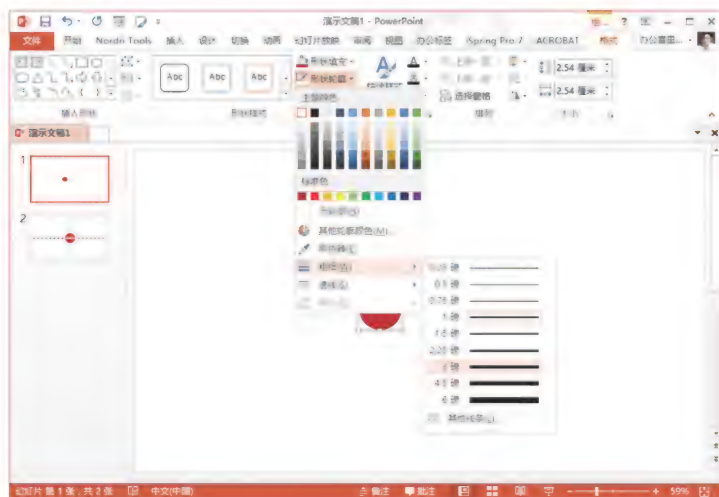 演示文稿1 - PowerPoint
文件 开始 Nordri Tools 插入 设计 切换 动画 幻灯片放映 审阅 视图 办公标签 iSpring Pro 7 ACROBAT 格式
Abc Abc Abc
形状填充
形状轮廓
选择窗格
2.54 厘米
2.54 厘米
插入形状 形状样式 排列 大小
演示文稿1
主题颜色
标准色
无轮廓(N)
其他轮廓颜色(M)...
取色器(E)
粗细(W)
虚线(S)
0.25 磅
0.5 磅
0.75 磅
1 磅
1.5 磅
2.25 磅
3 磅
4.5 磅
6 磅
其他线条(L)...
1
2
幻灯片 第 1 张，共 2 张 中文(中国) 备注 批注 59%